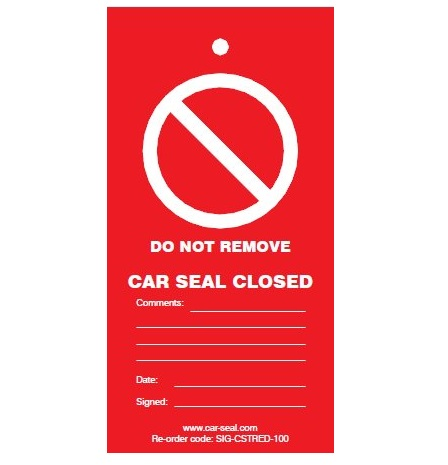 DO NOT REMOVE
CAR SEAL CLOSED
Comments:
Date:
Signed:
www.car-seal.com
Re-order code: SIG-CSTRED-100